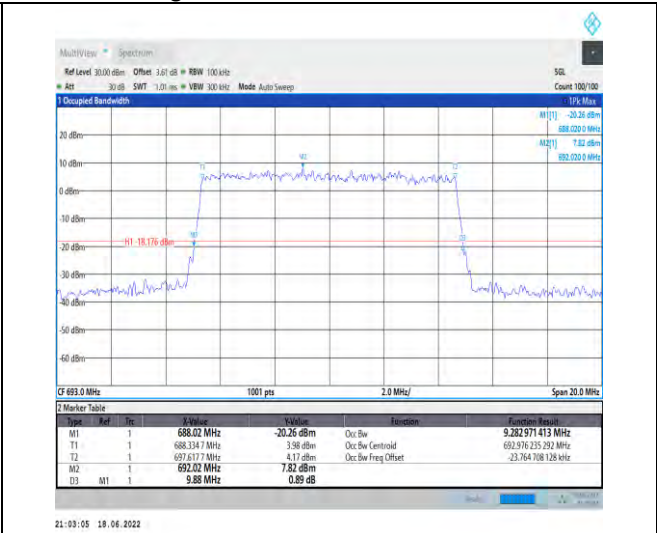 MultiView Spectrum
Ref Level 30.00 dBm Offset 3.61 dB RBW 100 kHz SGL
Att 30 dB SWT 1.01 ms VBW 300 kHz Mode Auto Sweep Count 100/100
1 Occupied Bandwidth 1Pk Max
M1[1] -20.26 dBm
688.020 0 MHz
20 dBm
M2[1] 7.82 dBm
692.020 0 MHz
10 dBm
M2
T1
T2
0 dBm
-10 dBm
D3
H1 -18.176 dBm
-20 dBm
-30 dBm
-40 dBm
-50 dBm
-60 dBm
CF 693.0 MHz 1001 pts 2.0 MHz/ Span 20.0 MHz
2 Marker Table
Type Ref Trc X-Value Y-Value Function Function Result
M1 1 688.02 MHz -20.26 dBm Occ Bw 9.282 971 413 MHz
T1 1 688.334 7 MHz 3.98 dBm Occ Bw Centroid 692.976 235 292 MHz
T2 1 697.617 7 MHz 4.17 dBm Occ Bw Freq Offset -23.764 708 128 kHz
M2 1 692.02 MHz 7.82 dBm
D3 M1 1 9.88 MHz 0.89 dB
21:03:05 18.06.2022